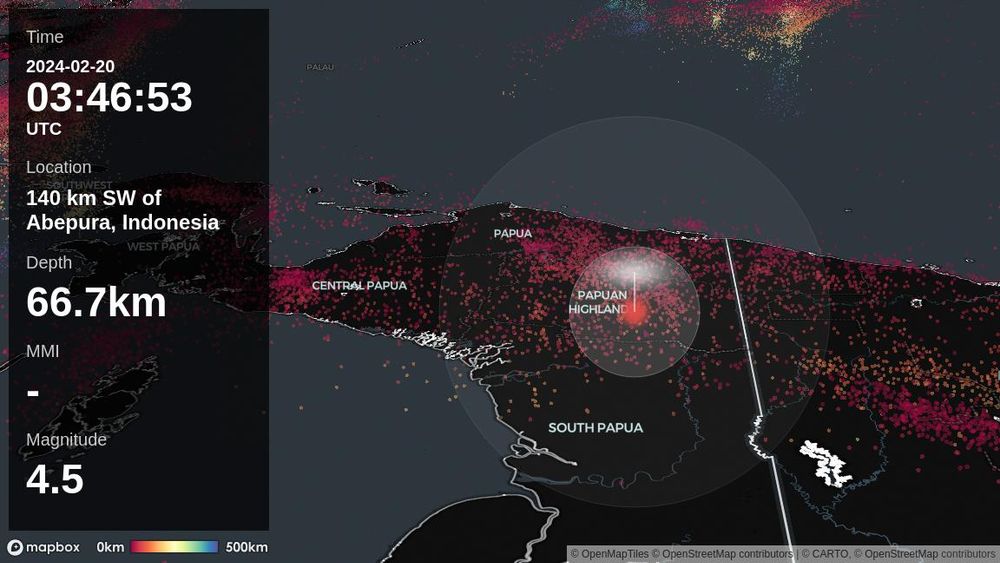 Time
2024-02-20
03:46:53
UTC
Location
140 km SW of
Abepura, Indonesia
Depth
66.7km
MMI
-
Magnitude
4.5
mapbox 0km 500km
PALAU
SOUTHWEST
WEST PAPUA
PAPUA
CENTRAL PAPUA
PAPUAN
HIGHLAND
SOUTH PAPUA
© OpenMapTiles © OpenStreetMap contributors | © CARTO, © OpenStreetMap contributors